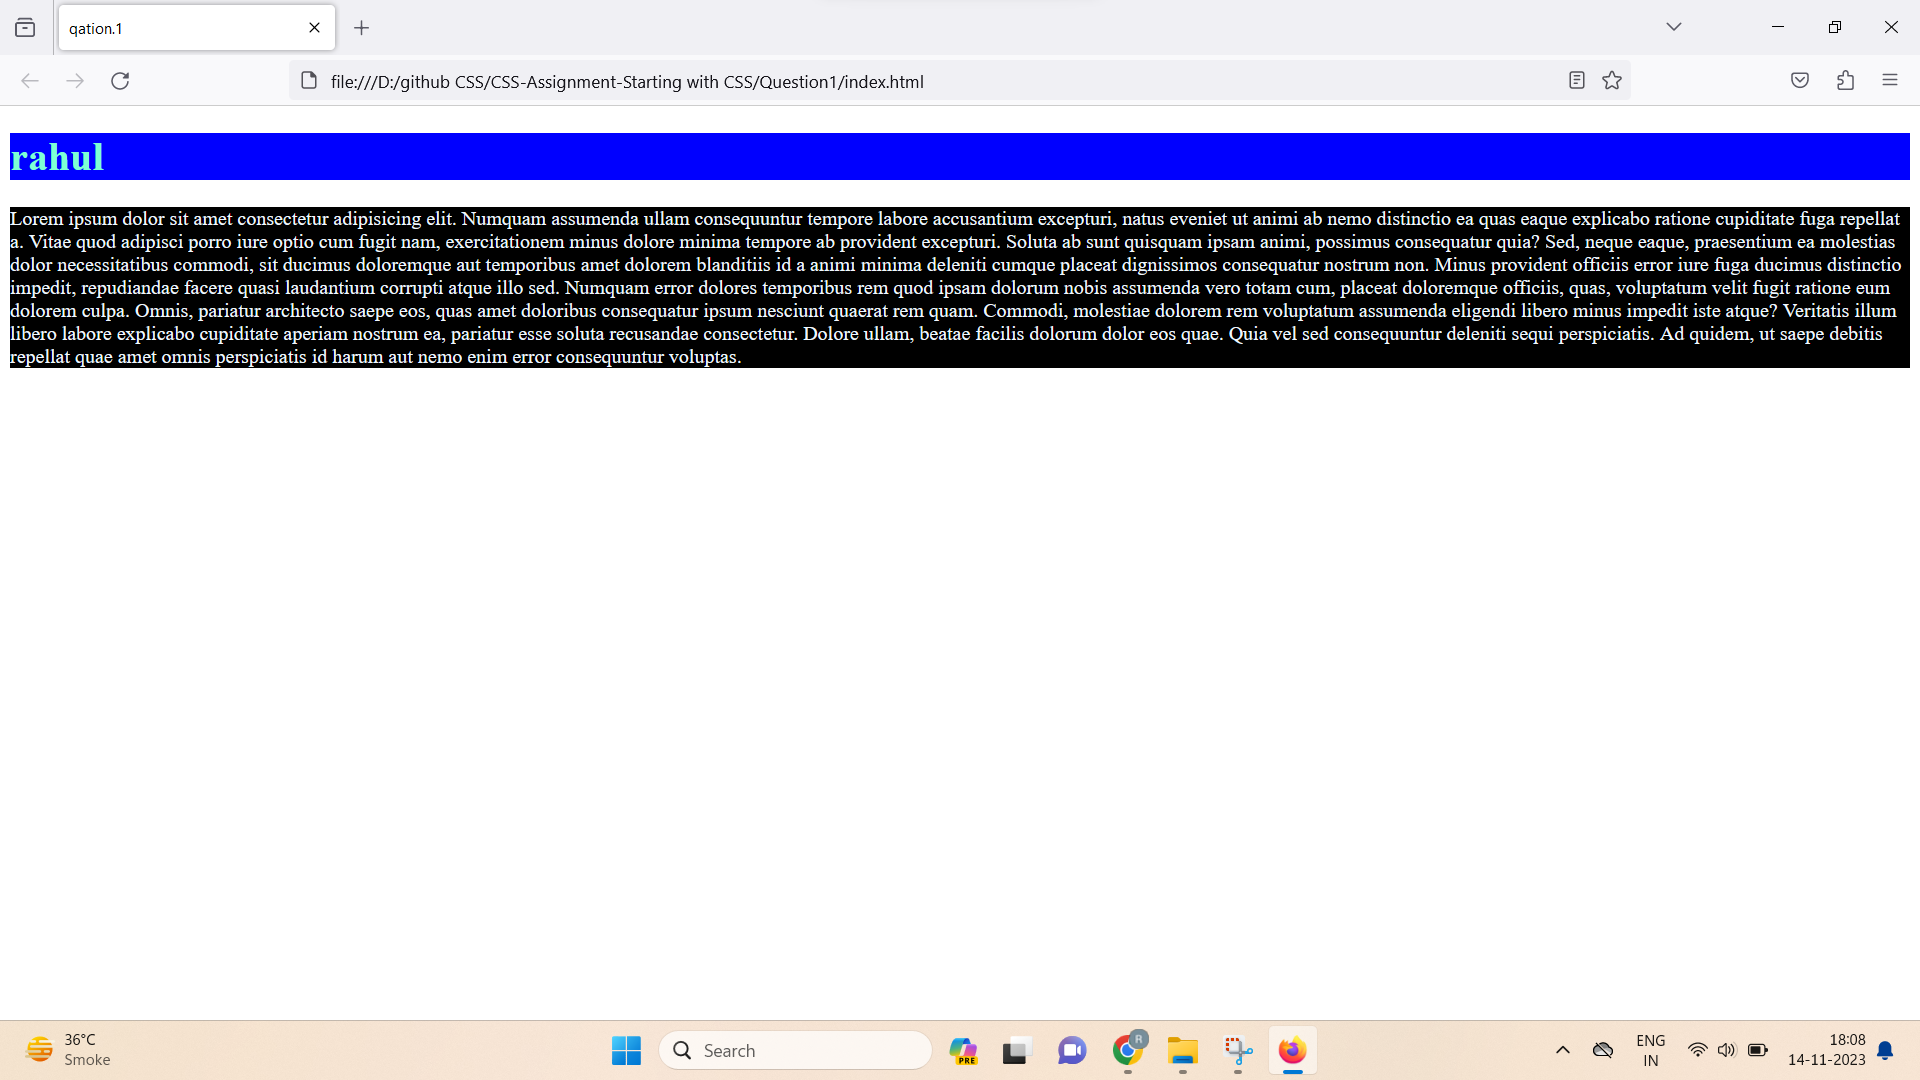 qation.1
file:///D:/github CSS/CSS-Assignment-Starting with CSS/Question1/index.html
rahul
Lorem ipsum dolor sit amet consectetur adipisicing elit. Numquam assumenda ullam consequuntur tempore labore accusantium excepturi, natus eveniet ut animi ab nemo distinctio ea quas eaque explicabo ratione cupiditate fuga repellat
a. Vitae quod adipisci porro iure optio cum fugit nam, exercitationem minus dolore minima tempore ab provident excepturi. Soluta ab sunt quisquam ipsam animi, possimus consequatur quia? Sed, neque eaque, praesentium ea molestias
dolor necessitatibus commodi, sit ducimus doloremque aut temporibus amet dolorem blanditiis id a animi minima deleniti cumque placeat dignissimos consequatur nostrum non. Minus provident officiis error iure fuga ducimus distinctio
impedit, repudiandae facere quasi laudantium corrupti atque illo sed. Numquam error dolores temporibus rem quod ipsam dolorum nobis assumenda vero totam cum, placeat doloremque officiis, quas, voluptatum velit fugit ratione eum
dolorem culpa. Omnis, pariatur architecto saepe eos, quas amet doloribus consequatur ipsum nesciunt quaerat rem quam. Commodi, molestiae dolorem rem voluptatum assumenda eligendi libero minus impedit iste atque? Veritatis illum
libero labore explicabo cupiditate aperiam nostrum ea, pariatur esse soluta recusandae consectetur. Dolore ullam, beatae facilis dolorum dolor eos quae. Quia vel sed consequuntur deleniti sequi perspiciatis. Ad quidem, ut saepe debitis
repellat quae amet omnis perspiciatis id harum aut nemo enim error consequuntur voluptas.
36°C
Smoke
Search
PRE
R
ENG
IN
18:08
14-11-2023